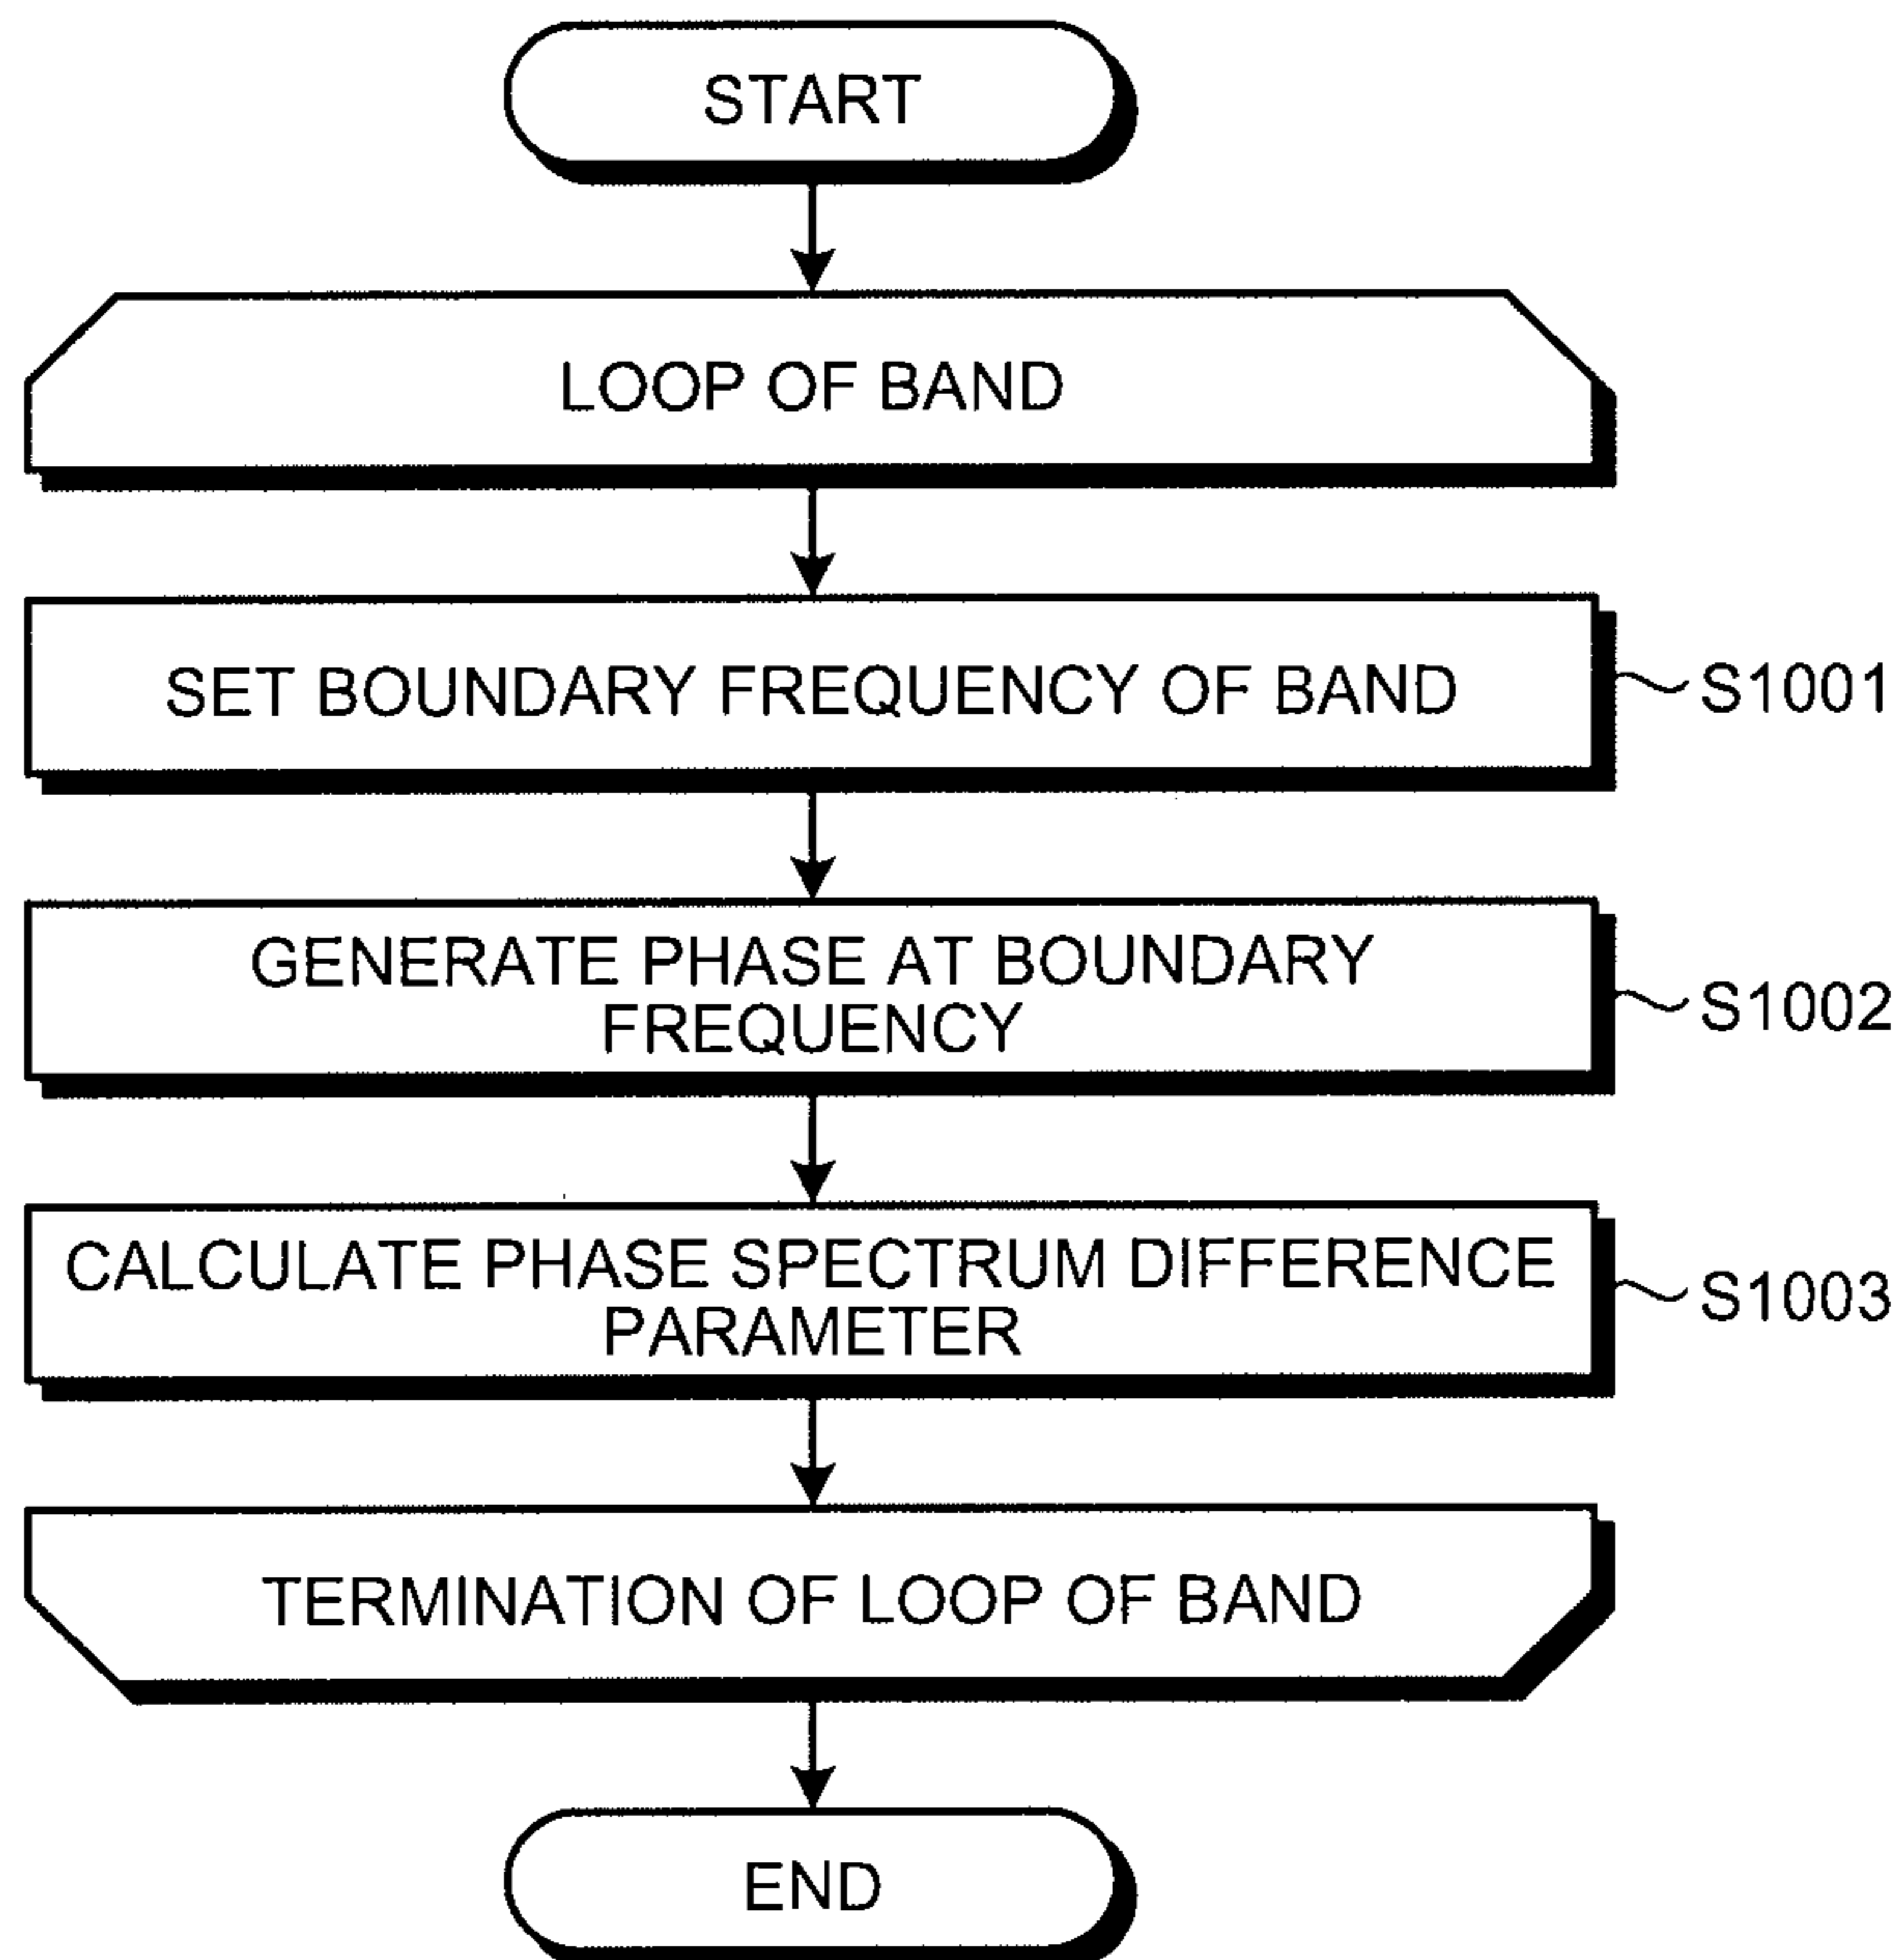 START
LOOP OF BAND
SET BOUNDARY FREQUENCY OF BAND
S1001
GENERATE PHASE AT BOUNDARY
FREQUENCY
S1002
CALCULATE PHASE SPECTRUM DIFFERENCE
PARAMETER
S1003
TERMINATION OF LOOP OF BAND
END